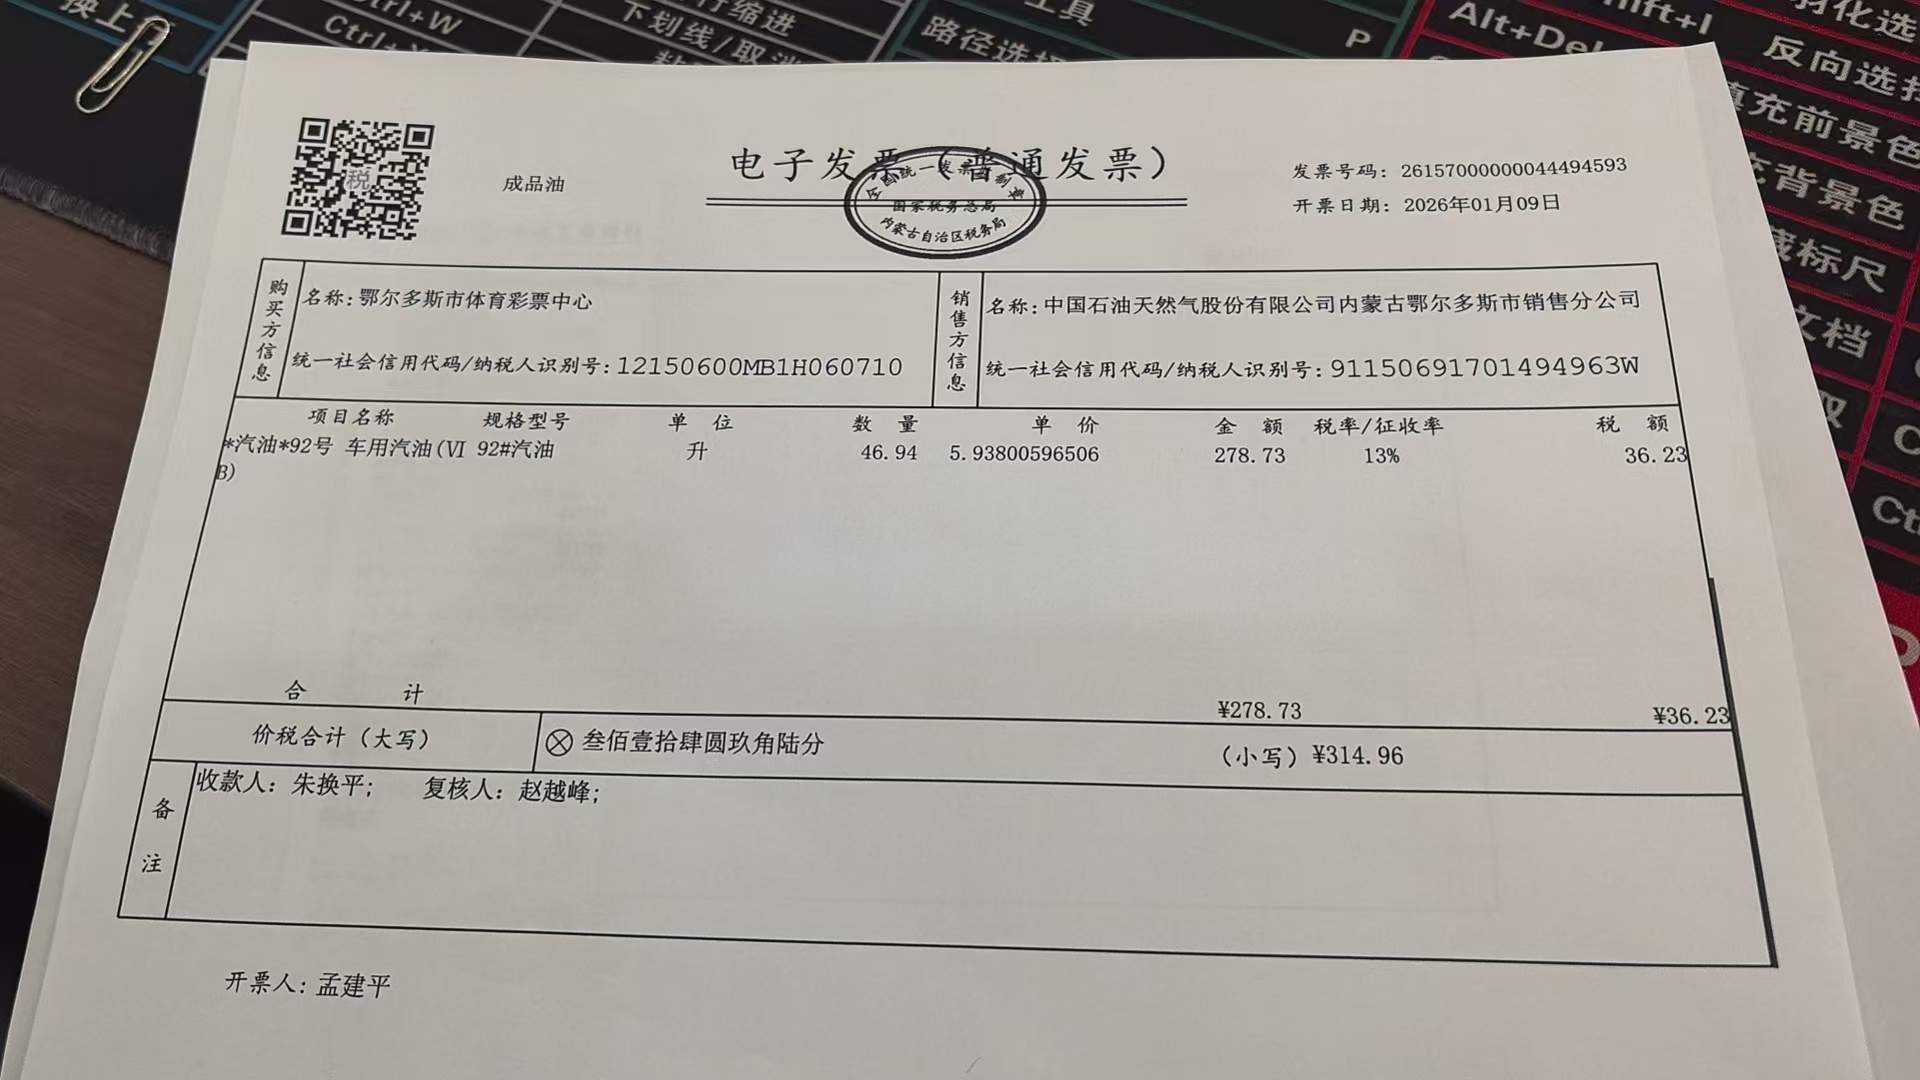 换上
Ctrl+W
下划线/取消
路径选择
工具
P
Alt+Del
反向选择
填充前景色
背景色
藏标尺
文档
税
成品油
电子发票（普通发票）
全国统一发票监制章
国家税务总局
内蒙古自治区税务局
发票号码: 26157000000044494593
开票日期: 2026年01月09日
购买方信息
名称: 鄂尔多斯市体育彩票中心
统一社会信用代码/纳税人识别号: 12150600MB1H060710
销售方信息
名称: 中国石油天然气股份有限公司内蒙古鄂尔多斯市销售分公司
统一社会信用代码/纳税人识别号: 91150691701494963W
项目名称 规格型号 单 位 数 量 单 价 金 额 税率/征收率 税 额
*汽油*92号 车用汽油(VI 92#汽油 升 46.94 5.93800596506 278.73 13% 36.23
B)
合 计 ¥278.73 ¥36.23
价税合计（大写） 叁佰壹拾肆圆玖角陆分 （小写）¥314.96
备注
收款人: 朱换平; 复核人: 赵越峰;
开票人: 孟建平